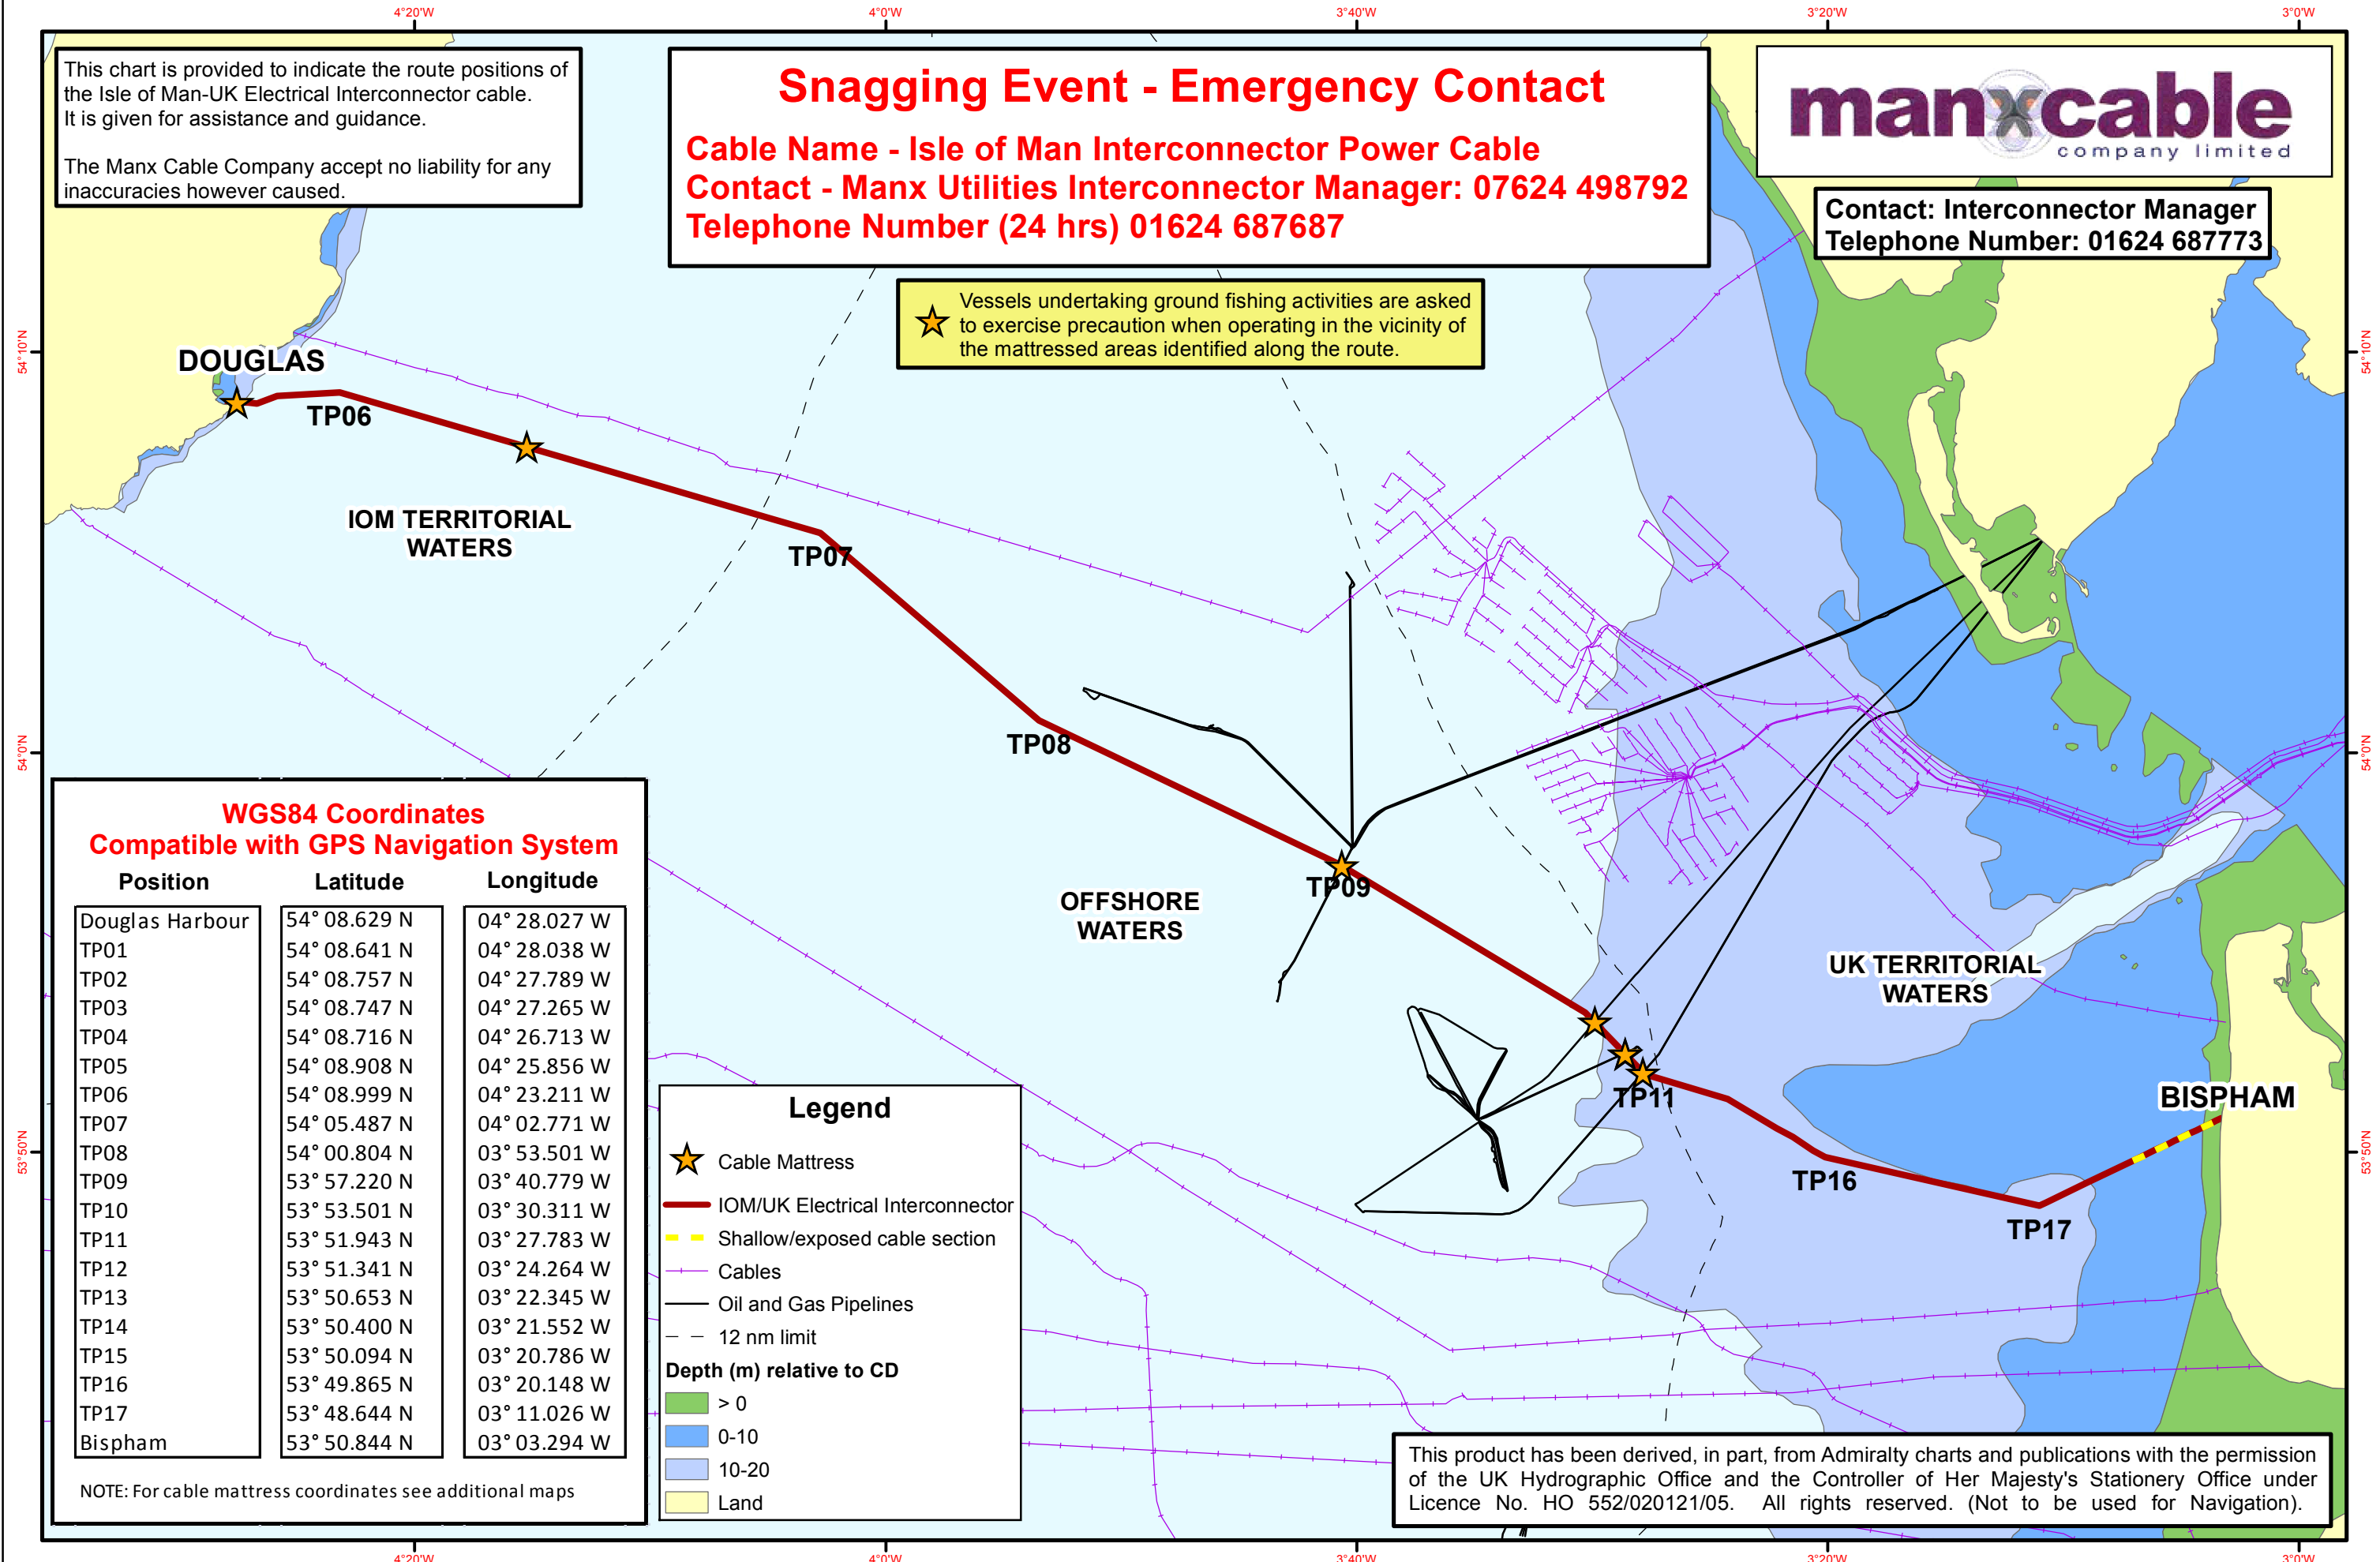 4°20'W
4°0'W
3°40'W
3°20'W
3°0'W
This chart is provided to indicate the route positions of
the Isle of Man-UK Electrical Interconnector cable.
It is given for assistance and guidance.
The Manx Cable Company accept no liability for any
inaccuracies however caused.
Snagging Event - Emergency Contact
Cable Name - Isle of Man Interconnector Power Cable
Contact - Manx Utilities Interconnector Manager: 07624 498792
Telephone Number (24 hrs) 01624 687687
manxcable
company limited
Contact: Interconnector Manager
Telephone Number: 01624 687773
Vessels undertaking ground fishing activities are asked
to exercise precaution when operating in the vicinity of
the mattressed areas identified along the route.
54°10'N
54°10'N
DOUGLAS
TP06
IOM TERRITORIAL
WATERS
TP07
TP08
54°0'N
54°0'N
TP09
OFFSHORE
WATERS
UK TERRITORIAL
WATERS
TP11
BISPHAM
53°50'N
53°50'N
TP16
TP17
WGS84 Coordinates
Compatible with GPS Navigation System
Position Latitude Longitude
Douglas Harbour 54° 08.629 N 04° 28.027 W
TP01 54° 08.641 N 04° 28.038 W
TP02 54° 08.757 N 04° 27.789 W
TP03 54° 08.747 N 04° 27.265 W
TP04 54° 08.716 N 04° 26.713 W
TP05 54° 08.908 N 04° 25.856 W
TP06 54° 08.999 N 04° 23.211 W
TP07 54° 05.487 N 04° 02.771 W
TP08 54° 00.804 N 03° 53.501 W
TP09 53° 57.220 N 03° 40.779 W
TP10 53° 53.501 N 03° 30.311 W
TP11 53° 51.943 N 03° 27.783 W
TP12 53° 51.341 N 03° 24.264 W
TP13 53° 50.653 N 03° 22.345 W
TP14 53° 50.400 N 03° 21.552 W
TP15 53° 50.094 N 03° 20.786 W
TP16 53° 49.865 N 03° 20.148 W
TP17 53° 48.644 N 03° 11.026 W
Bispham 53° 50.844 N 03° 03.294 W
NOTE: For cable mattress coordinates see additional maps
Legend
Cable Mattress
IOM/UK Electrical Interconnector
Shallow/exposed cable section
Cables
Oil and Gas Pipelines
12 nm limit
Depth (m) relative to CD
> 0
0-10
10-20
Land
This product has been derived, in part, from Admiralty charts and publications with the permission
of the UK Hydrographic Office and the Controller of Her Majesty's Stationery Office under
Licence No. HO 552/020121/05. All rights reserved. (Not to be used for Navigation).
4°20'W
4°0'W
3°40'W
3°20'W
3°0'W